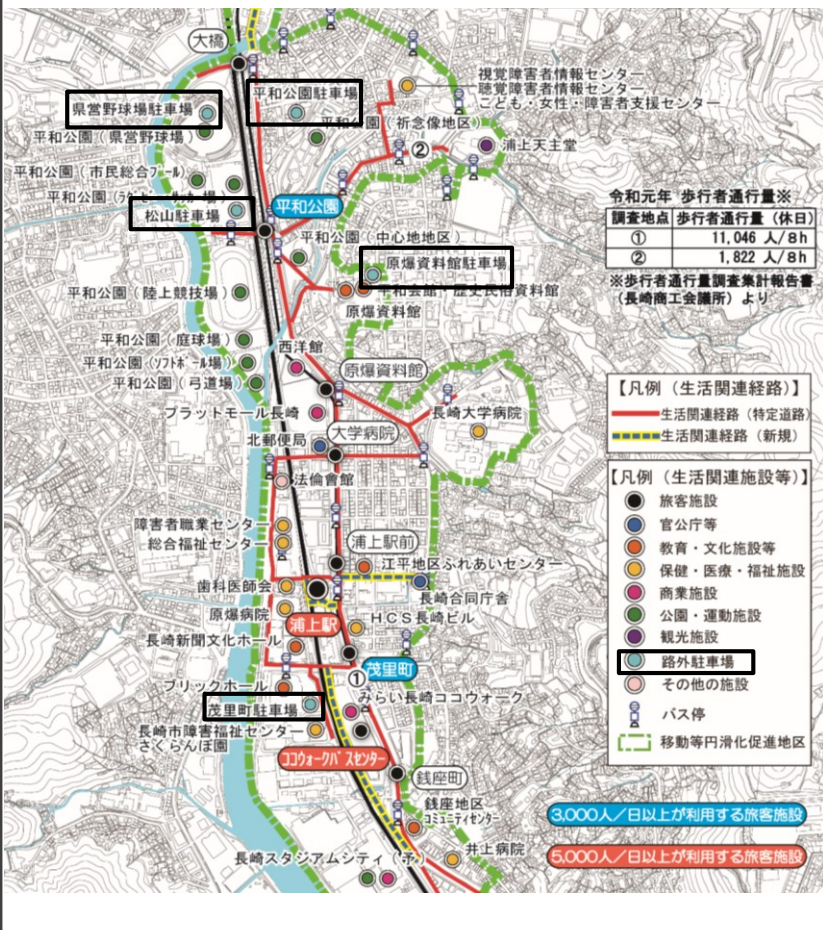 大橋
県営野球場駐車場
平和公園駐車場
視覚障害者情報センター
聴覚障害者情報センター
こども・女性・障害者支援センター
平和公園（県営野球場）
平和公園（祈念像地区）
②
浦上天主堂
平和公園（市民総合プール）
平和公園（ラグビー・サッカー場）
松山駐車場
平和公園
令和元年 歩行者通行量※
調査地点 歩行者通行量（休日）
① 11,046 人/8h
② 1,822 人/8h
※歩行者通行量調査集計報告書
（長崎商工会議所）より
平和公園（中心地地区）
原爆資料館駐車場
平和公園（陸上競技場）
平和会館・歴史民俗資料館
原爆資料館
平和公園（庭球場）
西洋館
平和公園（ソフトボール場）
原爆資料館
平和公園（弓道場）
【凡例（生活関連経路）】
生活関連経路（特定道路）
生活関連経路（新規）
プラットモール長崎
長崎大学病院
北郵便局
大学病院
法倫會館
【凡例（生活関連施設等）】
旅客施設
官公庁等
教育・文化施設等
保健・医療・福祉施設
商業施設
公園・運動施設
観光施設
路外駐車場
その他の施設
バス停
移動等円滑化促進地区
障害者職業センター
総合福祉センター
浦上駅前
江平地区ふれあいセンター
歯科医師会
長崎合同庁舎
原爆病院
浦上駅
HCS長崎ビル
長崎新聞文化ホール
茂里町
①
ブリックホール
みらい長崎ココウォーク
茂里町駐車場
長崎市障害福祉センター
さくらんぼ園
ココウォークバスセンター
銭座町
銭座地区
コミュニティセンター
3,000人／日以上が利用する旅客施設
井上病院
5,000人／日以上が利用する旅客施設
長崎スタジアムシティ（予）